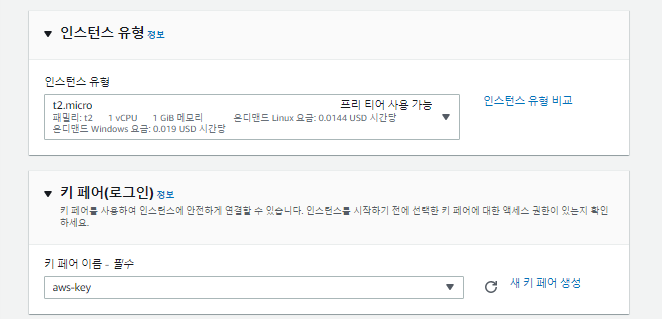 인스턴스 유형 정보
인스턴스 유형
t2.micro 프리 티어 사용 가능
패밀리: t2 1 vCPU 1 GiB 메모리 온디맨드 Linux 요금: 0.0144 USD 시간당
온디맨드 Windows 요금: 0.019 USD 시간당
인스턴스 유형 비교
키 페어(로그인) 정보
키 페어를 사용하여 인스턴스에 안전하게 연결할 수 있습니다. 인스턴스를 시작하기 전에 선택한 키 페어에 대한 액세스 권한이 있는지 확인
하세요.
키 페어 이름 - 필수
aws-key
새 키 페어 생성